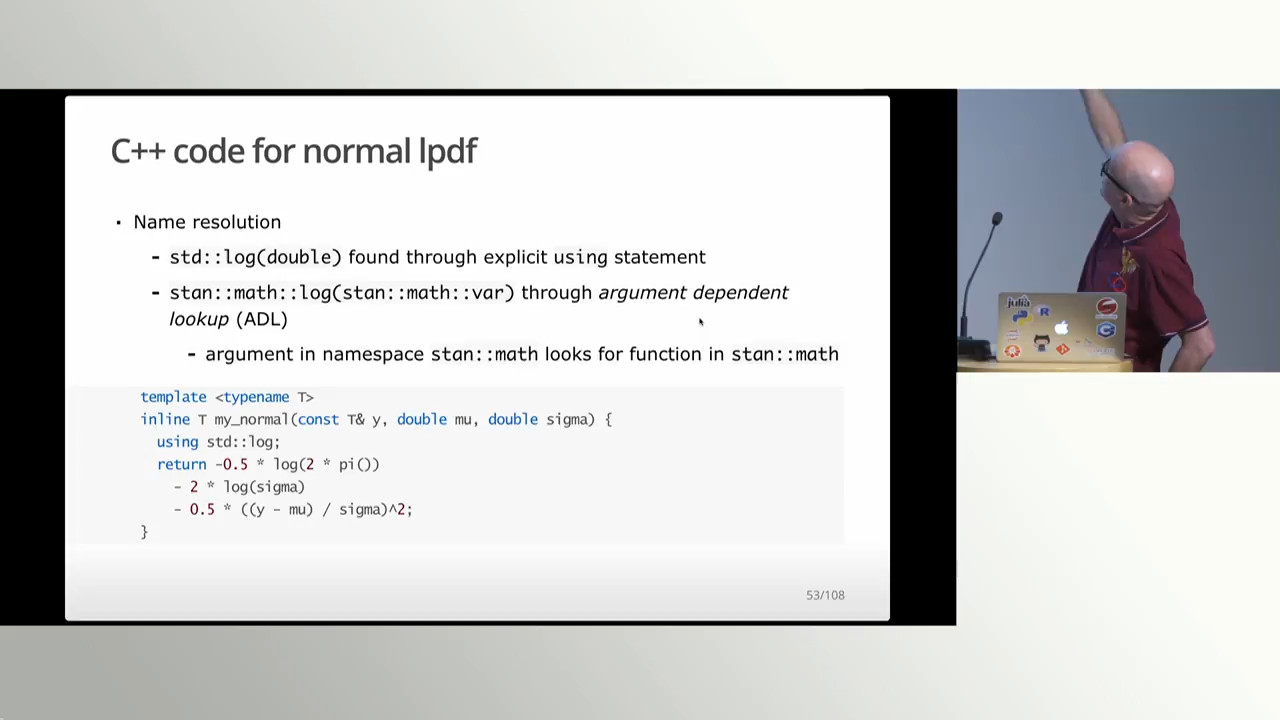 C++ code for normal lpdf
· Name resolution
- std::log(double) found through explicit using statement
- stan::math::log(stan::math::var) through argument dependent
lookup (ADL)
- argument in namespace stan::math looks for function in stan::math
template <typename T>
inline T my_normal(const T& y, double mu, double sigma) {
using std::log;
return -0.5 * log(2 * pi())
- 2 * log(sigma)
- 0.5 * ((y - mu) / sigma)^2;
}
53/108
julia
R
C